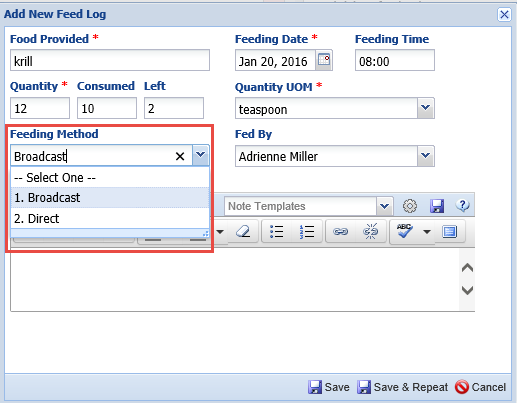 Add New Feed Log
Food Provided * Feeding Date * Feeding Time
krill Jan 20, 2016 08:00
Quantity * Consumed Left Quantity UOM *
12 10 2 teaspoon
Feeding Method Fed By
Broadcast Adrienne Miller
-- Select One --
1. Broadcast Note Templates
2. Direct
ABC
Save Save & Repeat Cancel